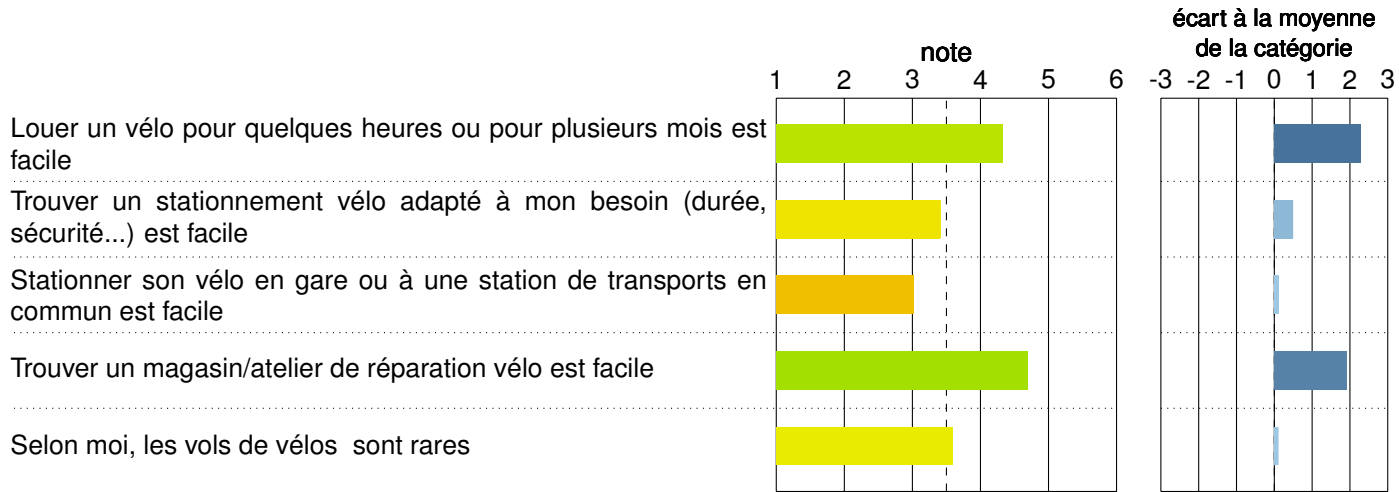 écart à la moyenne
note de la catégorie
1 2 3 4 5 6 -3 -2 -1 0 1 2 3
Louer un vélo pour quelques heures ou pour plusieurs mois est
facile
Trouver un stationnement vélo adapté à mon besoin (durée,
sécurité...) est facile
Stationner son vélo en gare ou à une station de transports en
commun est facile
Trouver un magasin/atelier de réparation vélo est facile
Selon moi, les vols de vélos sont rares